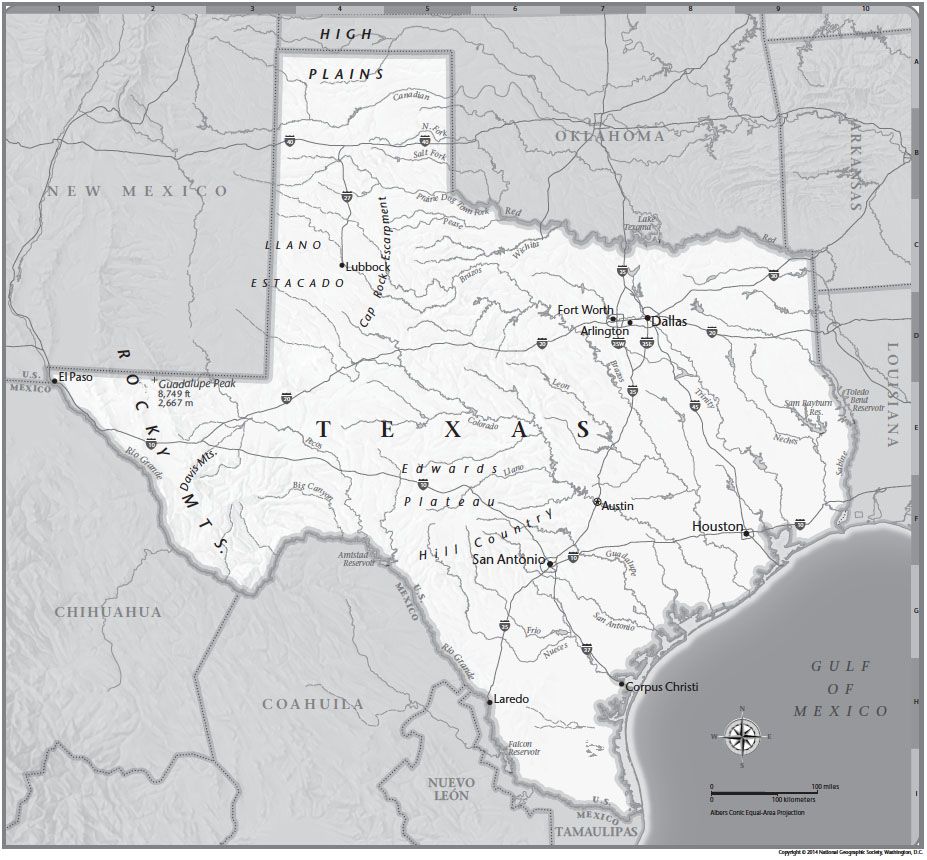 1 2 3 4 5 6 7 8 9 10
A
B
C
D
E
F
G
H
I
HIGH
PLAINS
Canadian
N. Fork
OKLAHOMA
ARKANSAS
40
40
Salt Fork
NEW MEXICO
27
Prairie Dog Town Fork
Red
Pease
Lake
Texoma
Red
LLANO
Wichita
Cap Rock Escarpment
Lubbock
Brazos
35
30
ESTACADO
Fort Worth
Dallas
Arlington
20
35W
35E
20
LOUISIANA
ROCKY MTS.
U.S.
MEXICO
El Paso
Guadalupe Peak
8,749 ft
2,667 m
Leon
Brazos
35
45
Trinity
Sam Rayburn
Res.
Toledo
Bend
Reservoir
20
TEXAS
Colorado
Neches
Sabine
10
Pecos
Davis Mts.
Rio Grande
Edwards
Plateau
Llano
10
Big Canyon
Austin
Houston
10
Hill Country
San Antonio
10
Guadalupe
Amistad
Reservoir
U.S.
MEXICO
CHIHUAHUA
35
Frio
San Antonio
Nueces
37
Rio Grande
GULF
OF
MEXICO
Corpus Christi
COAHUILA
Laredo
Falcon
Reservoir
N
W E
S
NUEVO
LEÓN
U.S.
MEXICO
TAMAULIPAS
0 100 miles
0 100 kilometers
Albers Conic Equal-Area Projection
Copyright © 2014 National Geographic Society, Washington, D.C.